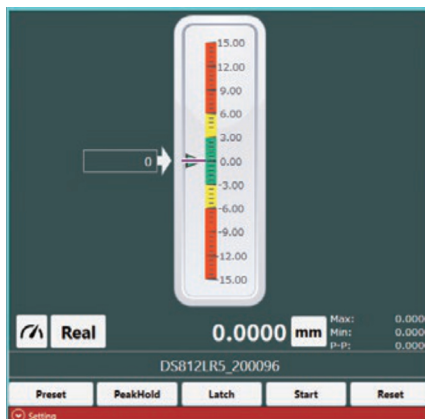 15.00
12.00
9.00
6.00
3.00
0 0.00
-3.00
-6.00
-9.00
-12.00
-15.00
Real 0.0000 mm
Max: 0.000
Min: 0.000
P-P: 0.000
DS812LR5_200096
Preset PeakHold Latch Start Reset
Setting